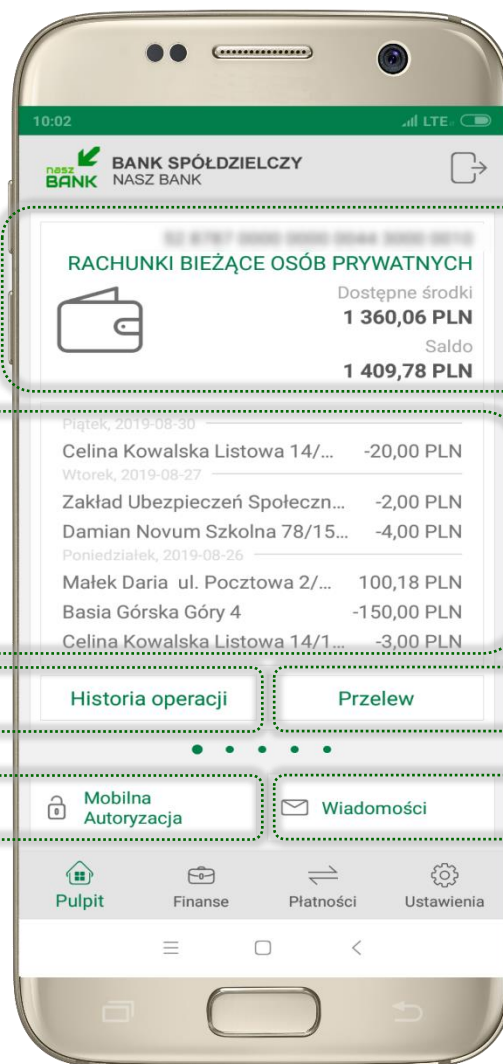 10:02 LTE
nasz BANK
BANK SPÓŁDZIELCZY
NASZ BANK
RACHUNKI BIEŻĄCE OSÓB PRYWATNYCH
Dostępne środki
1 360,06 PLN
Saldo
1 409,78 PLN
Piątek, 2019-08-30
Celina Kowalska Listowa 14/... -20,00 PLN
Wtorek, 2019-08-27
Zakład Ubezpieczeń Społeczn... -2,00 PLN
Damian Novum Szkolna 78/15... -4,00 PLN
Poniedziałek, 2019-08-26
Małek Daria ul. Pocztowa 2/... 100,18 PLN
Basia Górska Góry 4 -150,00 PLN
Celina Kowalska Listowa 14/1... -3,00 PLN
Historia operacji Przelew
Mobilna
Autoryzacja
Wiadomości
Pulpit Finanse Płatności Ustawienia